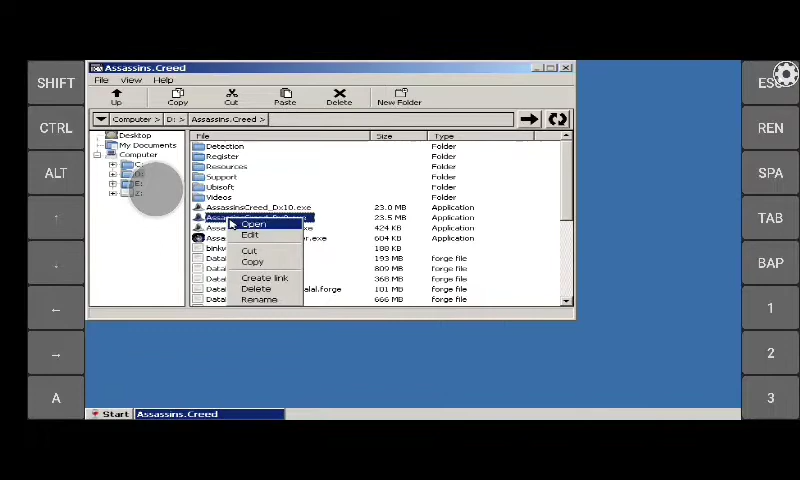 SHIFT
CTRL
ALT
↑
↓
←
→
A
Assassins.Creed
File View Help
Up Copy Cut Paste Delete New Folder
Computer > D: > Assassins.Creed >
Desktop
My Documents
Computer
C:
D:
E:
Z:
File Size Type
Detection Folder
Register Folder
Resources Folder
Support Folder
Ubisoft Folder
Videos Folder
AssassinsCreed_Dx10.exe 23.0 MB Application
23.5 MB Application
424 KB Application
604 KB Application
188 KB
193 MB forge file
809 MB forge file
368 MB forge file
101 MB forge file
666 MB forge file
Open
Edit
Cut
Copy
Create link
Delete
Rename
Start Assassins.Creed
REN
SPA
TAB
BAP
1
2
3